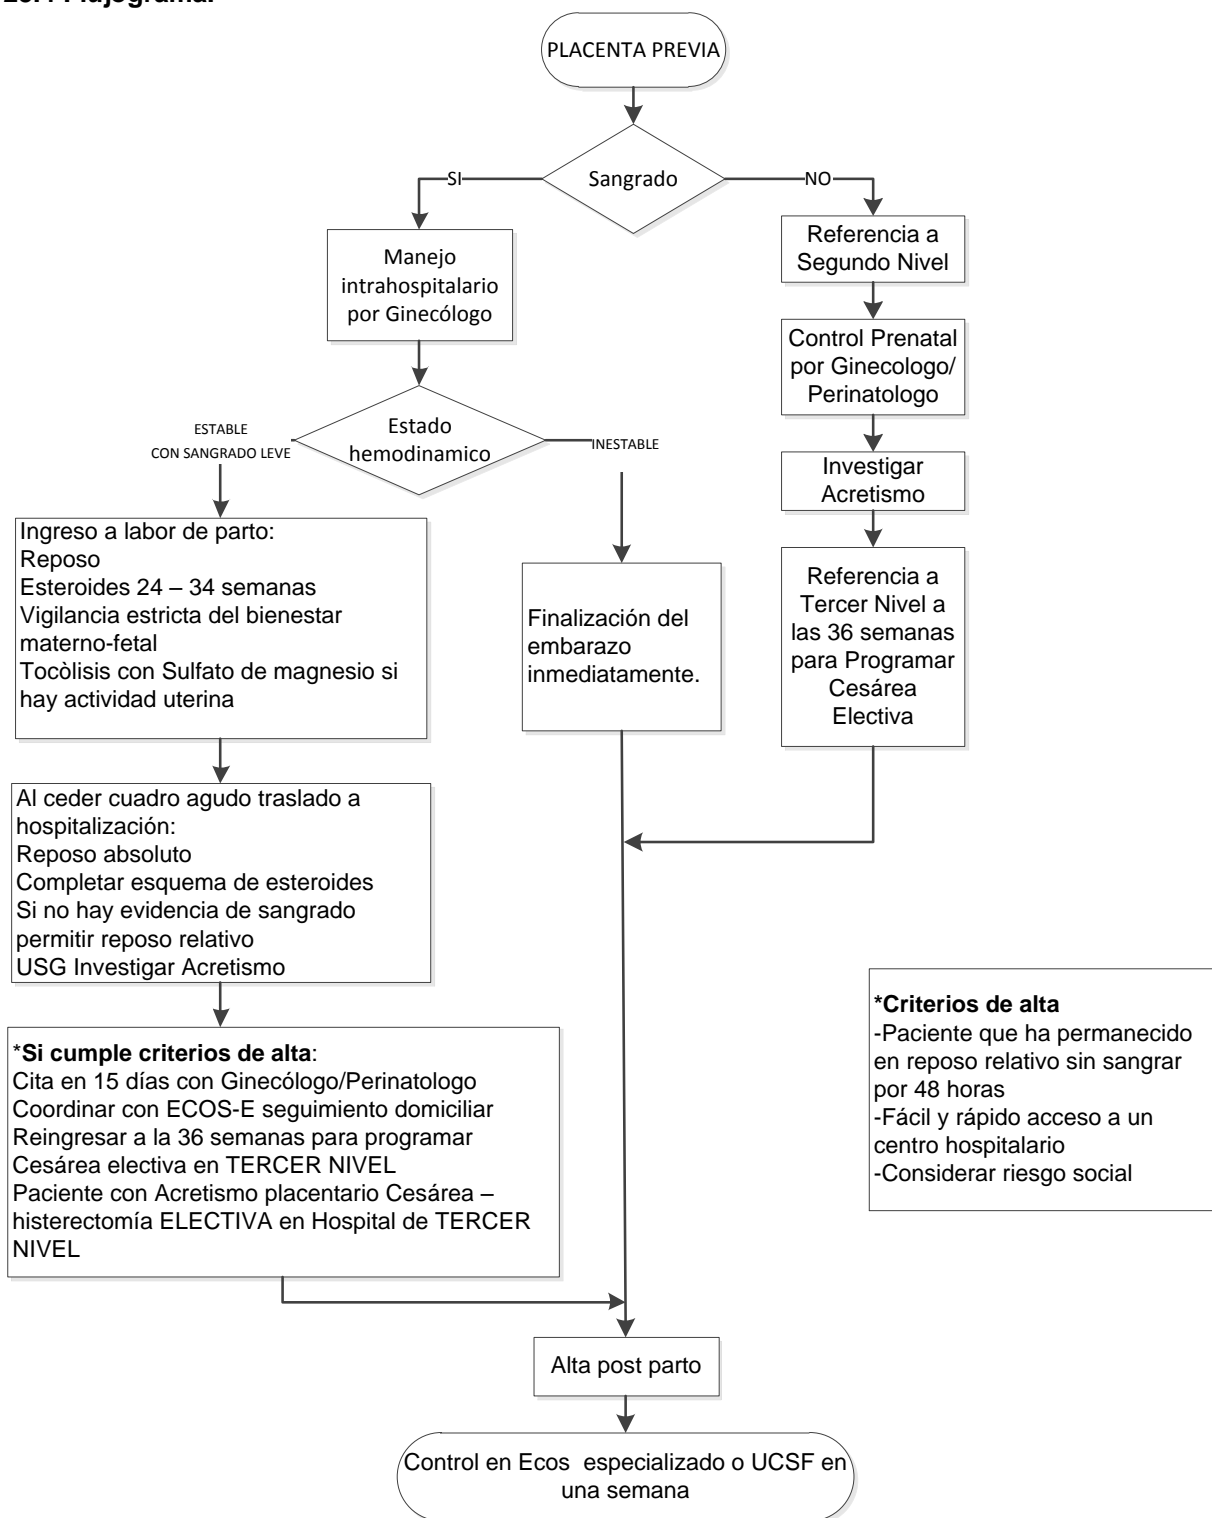 PLACENTA PREVIA
Sangrado
SI
NO
Manejo
intrahospitalario
por Ginecólogo
Referencia a
Segundo Nivel
Control Prenatal
por Ginecologo/
Perinatologo
Estado
hemodinamico
ESTABLE
CON SANGRADO LEVE
INESTABLE
Investigar
Acretismo
Ingreso a labor de parto:
Reposo
Esteroides 24 – 34 semanas
Vigilancia estricta del bienestar
materno-fetal
Tocòlisis con Sulfato de magnesio si
hay actividad uterina
Finalización del
embarazo
inmediatamente.
Referencia a
Tercer Nivel a
las 36 semanas
para Programar
Cesárea
Electiva
Al ceder cuadro agudo traslado a
hospitalización:
Reposo absoluto
Completar esquema de esteroides
Si no hay evidencia de sangrado
permitir reposo relativo
USG Investigar Acretismo
*Si cumple criterios de alta:
Cita en 15 días con Ginecólogo/Perinatologo
Coordinar con ECOS-E seguimiento domiciliar
Reingresar a la 36 semanas para programar
Cesárea electiva en TERCER NIVEL
Paciente con Acretismo placentario Cesárea –
histerectomía ELECTIVA en Hospital de TERCER
NIVEL
*Criterios de alta
-Paciente que ha permanecido
en reposo relativo sin sangrar
por 48 horas
-Fácil y rápido acceso a un
centro hospitalario
-Considerar riesgo social
Alta post parto
Control en Ecos  especializado o UCSF en
una semana